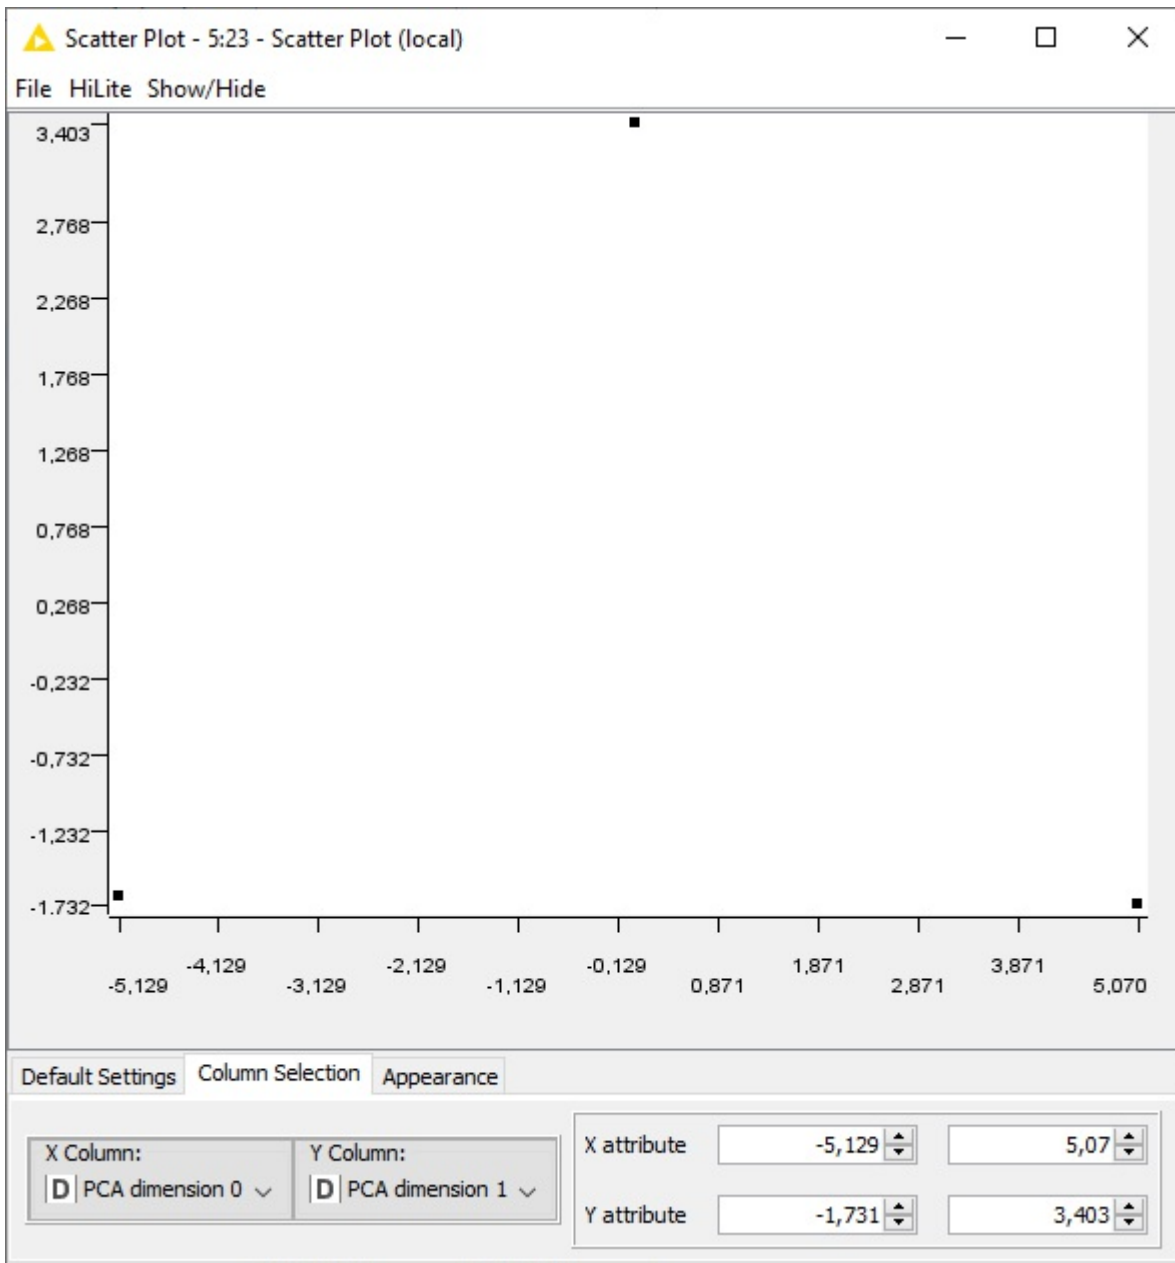 Scatter Plot - 5:23 - Scatter Plot (local)
File HiLite Show/Hide
3,403
2,768
2,268
1,768
1,268
0,768
0,268
-0,232
-0,732
-1,232
-1.732
-4,129 -2,129 -0,129 1,871 3,871
-5,129 -3,129 -1,129 0,871 2,871 5,070
Default Settings Column Selection Appearance
X Column: Y Column: X attribute -5,129 5,07
D PCA dimension 0 D PCA dimension 1
Y attribute -1,731 3,403